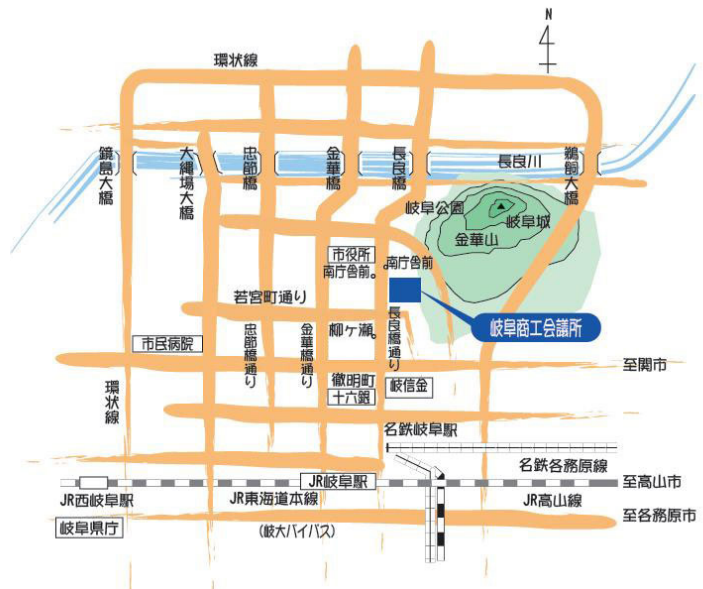 N
環状線
鏡島大橋
大縄場大橋
忠節橋
金華橋
長良橋
長良川
鵜飼大橋
岐阜公園
岐阜城
金華山
市役所
南庁舎前
南庁舎前
岐阜商工会議所
若宮町通り
柳ヶ瀬
長良橋通り
忠節橋通り
金華橋通り
市民病院
環状線
至関市
徹明町
十六銀
岐信金
名鉄岐阜駅
名鉄各務原線
JR岐阜駅
至高山市
JR西岐阜駅
JR東海道本線
JR高山線
岐阜県庁
(岐大バイパス)
至各務原市